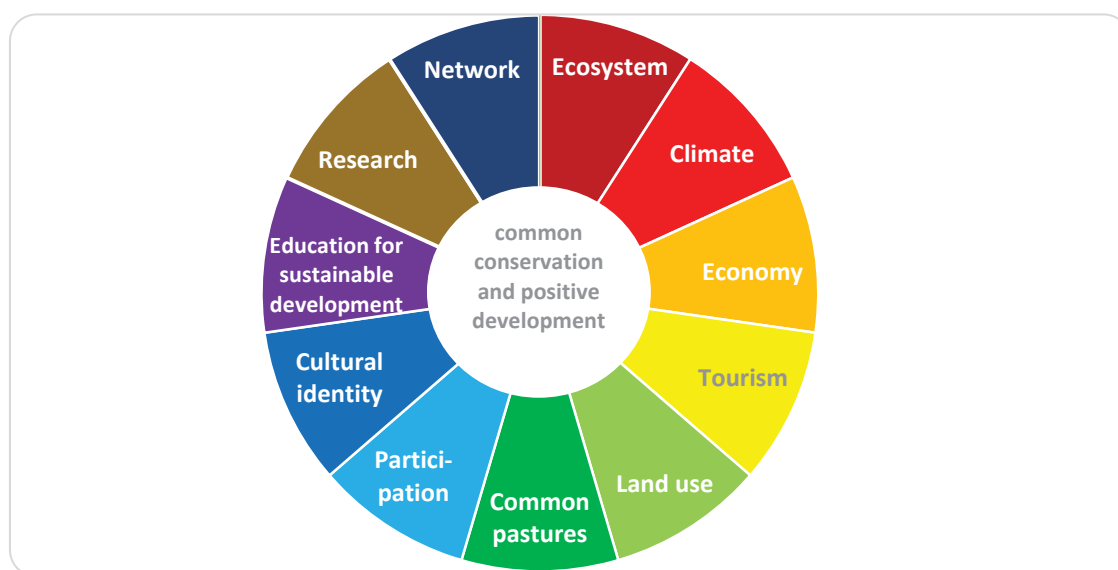 Network
Ecosystem
Climate
Research
common
conservation
and positive
development
Education for
sustainable
development
Economy
Cultural
identity
Tourism
Partici-
pation
Common
pastures
Land use